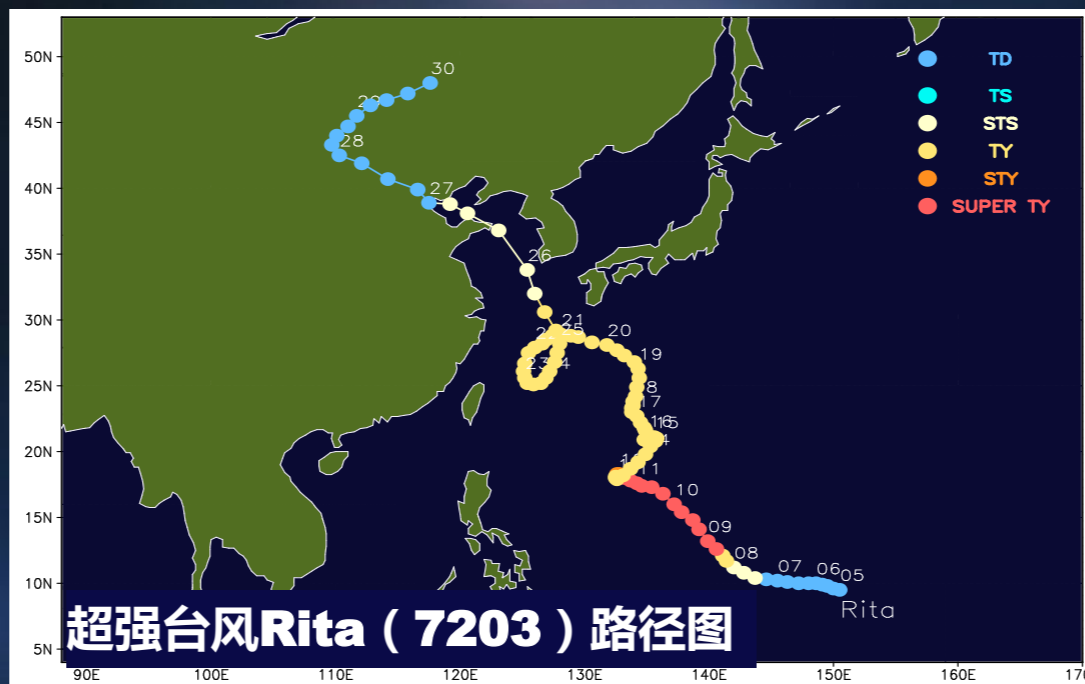 50N
45N
40N
35N
30N
25N
20N
15N
10N
5N
90E
100E
110E
120E
130E
140E
150E
160E
TD
TS
STS
TY
STY
SUPER TY
30
28
27
26
21
25
20
19
17
15
11
10
09
08
07
06
05
Rita
超强台风Rita（7203）路径图